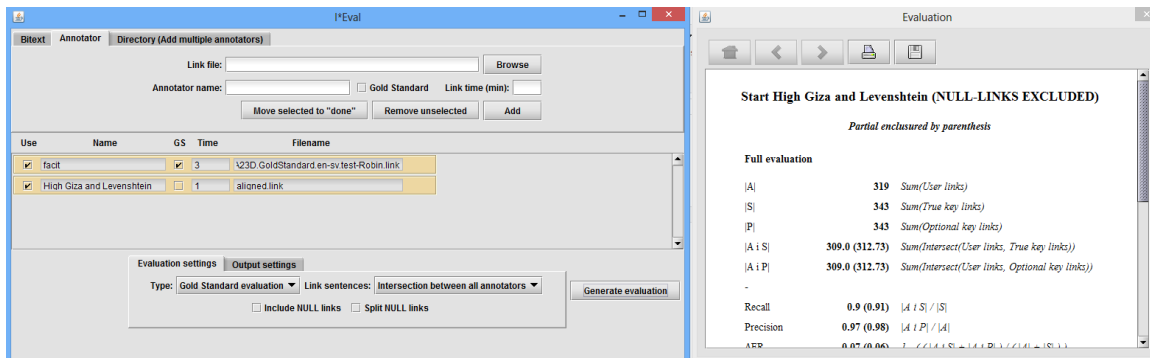 I*Eval
Bitext Annotator Directory (Add multiple annotators)
Link file: Browse
Annotator name: Gold Standard Link time (min):
Move selected to "done" Remove unselected Add
Use Name GS Time Filename
facit 3 \23D.GoldStandard.en-sv.test-Robin.link
High Giza and Levenshtein 1 aligned.link
Evaluation settings Output settings
Type: Gold Standard evaluation Link sentences: Intersection between all annotators
Generate evaluation
Include NULL links Split NULL links
Evaluation
Start High Giza and Levenshtein (NULL-LINKS EXCLUDED)
Partial enclusured by parenthesis
Full evaluation
|A| 319 Sum(User links)
|S| 343 Sum(True key links)
|P| 343 Sum(Optional key links)
|A i S| 309.0 (312.73) Sum(Intersect(User links, True key links))
|A i P| 309.0 (312.73) Sum(Intersect(User links, Optional key links))
-
Recall 0.9 (0.91) |A i S| / |S|
Precision 0.97 (0.98) |A i P| / |A|
AER 0.07 (0.06) 1 - ( ( |A i S| + |A i P| ) / ( |A| + |S| ) )